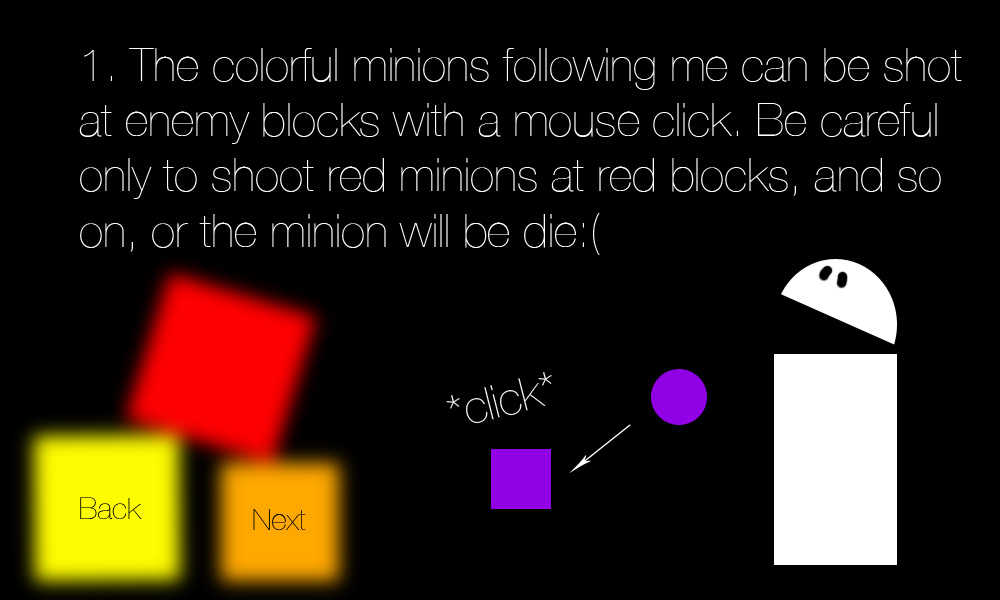 1. The colorful minions following me can be shot
at enemy blocks with a mouse click. Be careful
only to shoot red minions at red blocks, and so
on, or the minion will be die:(
*click*
Back
Next